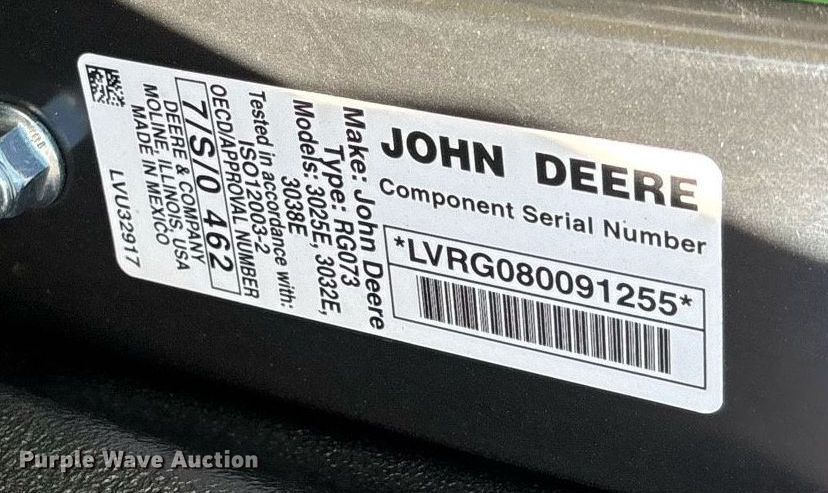 JOHN DEERE
Component Serial Number
*LVRG080091255*
Make: John Deere
Type: RG073
Models: 3025E, 3032E,
3038E
Tested in accordance with:
ISO12003-2
OECD/APPROVAL NUMBER
7/S/0 462
DEERE & COMPANY
MOLINE, ILLINOIS, USA
MADE IN MEXICO
LVU32917
Purple Wave Auction